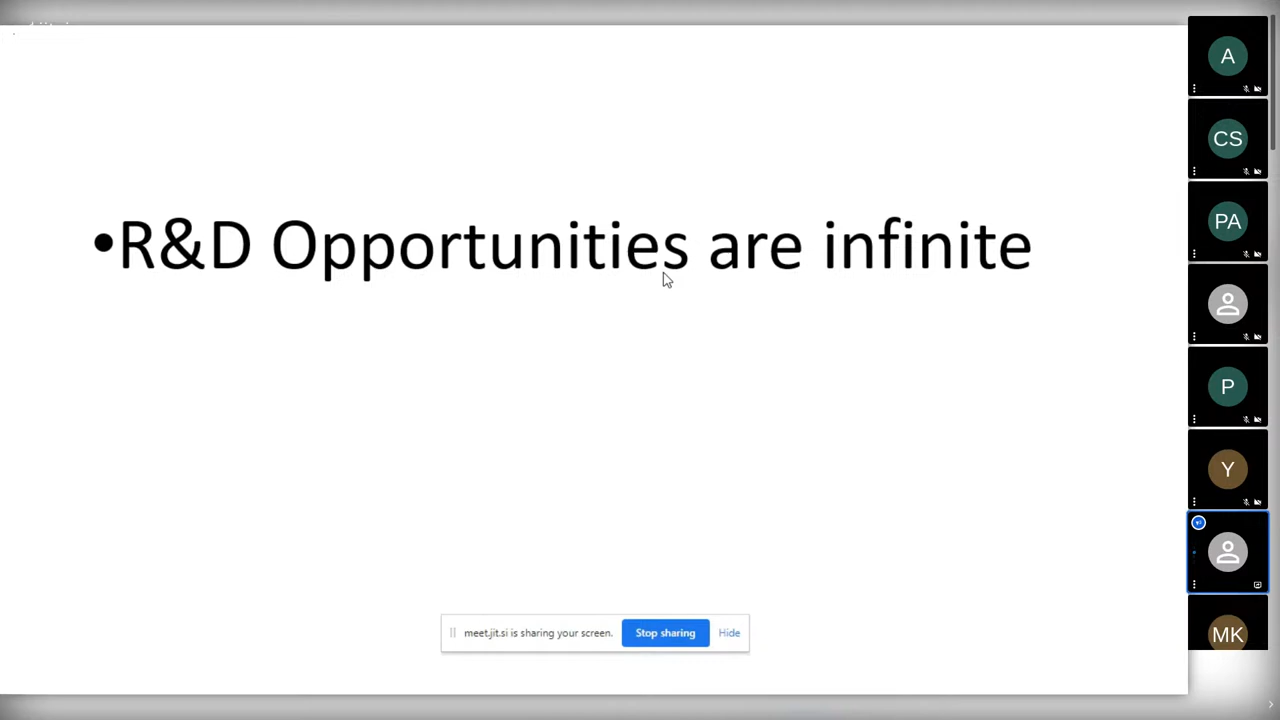 A
CS
PA
•R&D Opportunities are infinite
P
Y
meet.jit.si is sharing your screen. Stop sharing Hide
MK